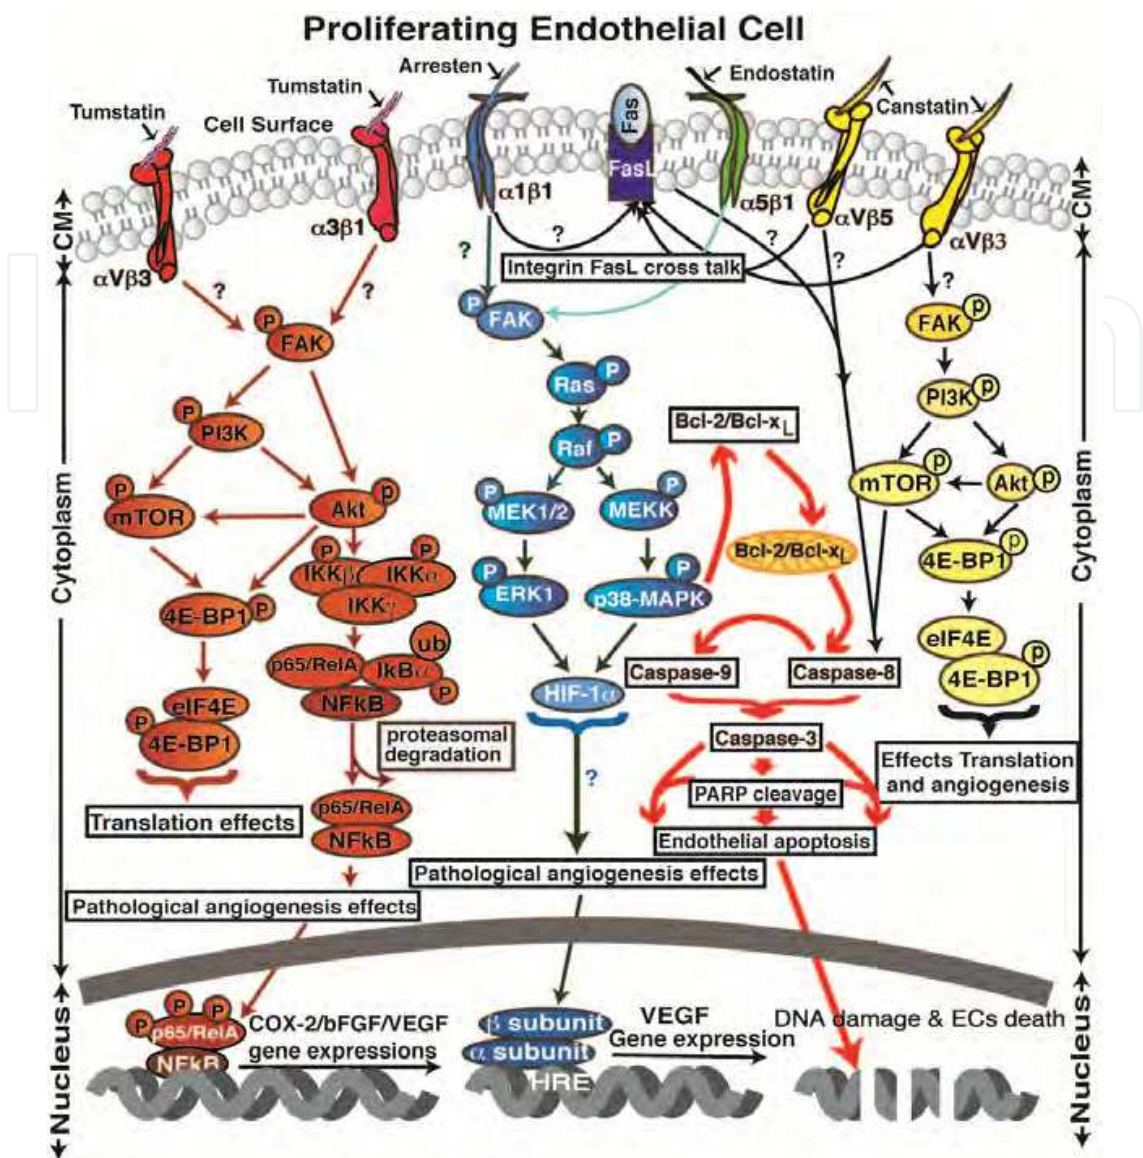 Proliferating Endothelial Cell
Tumstatin
Tumstatin
Arresten
Endostatin
Canstatin
Cell Surface
Fas
FasL
CM
CM
αVβ3
α3β1
α1β1
α5β1
αVβ5
αVβ3
?
?
?
?
?
?
?
Integrin FasL cross talk
P
FAK
P
FAK
FAK
p
P
PI3K
Ras
P
PI3K
p
Bcl-2/Bcl-xL
Raf
P
P
mTOR
Akt
p
P
MEK1/2
MEKK
P
mTOR
p
Akt
p
Bcl-2/Bcl-xL
P
P
IKKβ
IKKα
IKKγ
P
ERK1
p38-MAPK
P
4E-BP1
p
4E-BP1
P
Cytoplasm
Cytoplasm
p65/RelA
IkBα
ub
P
NFkB
HIF-1α
Caspase-9
Caspase-8
eIF4E
4E-BP1
p
eIF4E
P
4E-BP1
proteasomal
degradation
Caspase-3
?
PARP cleavage
Effects Translation
and angiogenesis
Translation effects
p65/RelA
NFkB
Endothelial apoptosis
Pathological angiogenesis effects
Pathological angiogenesis effects
Nucleus
Nucleus
P
P
P
p65/RelA
NFkB
COX-2/bFGF/VEGF
gene expressions
β subunit
α subunit
HRE
VEGF
Gene expression
DNA damage & ECs death